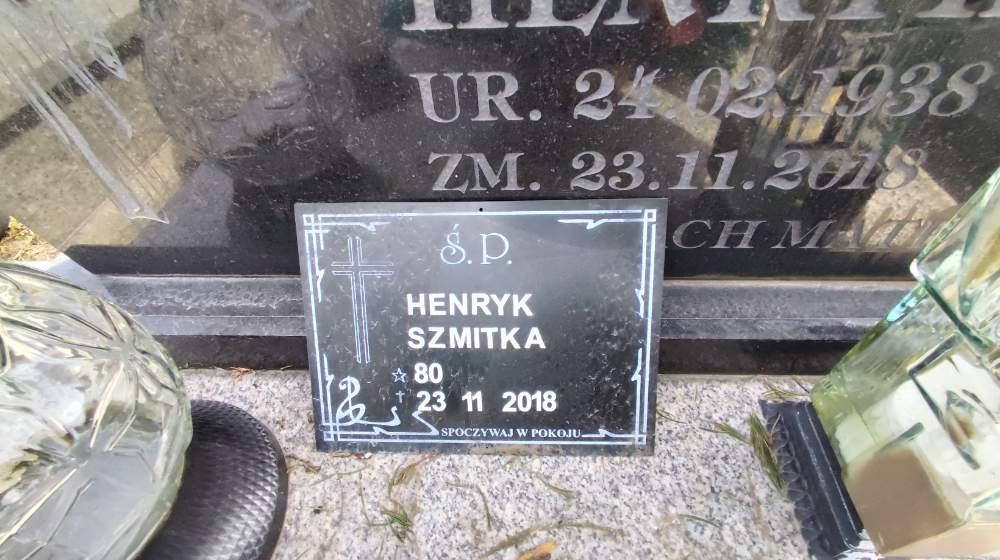 UR. 24.02.1938
ZM. 23.11.2018
Ś.P.
HENRYK
SZMITKA
☆ 80
† 23 11 2018
SPOCZYWAJ W POKOJU